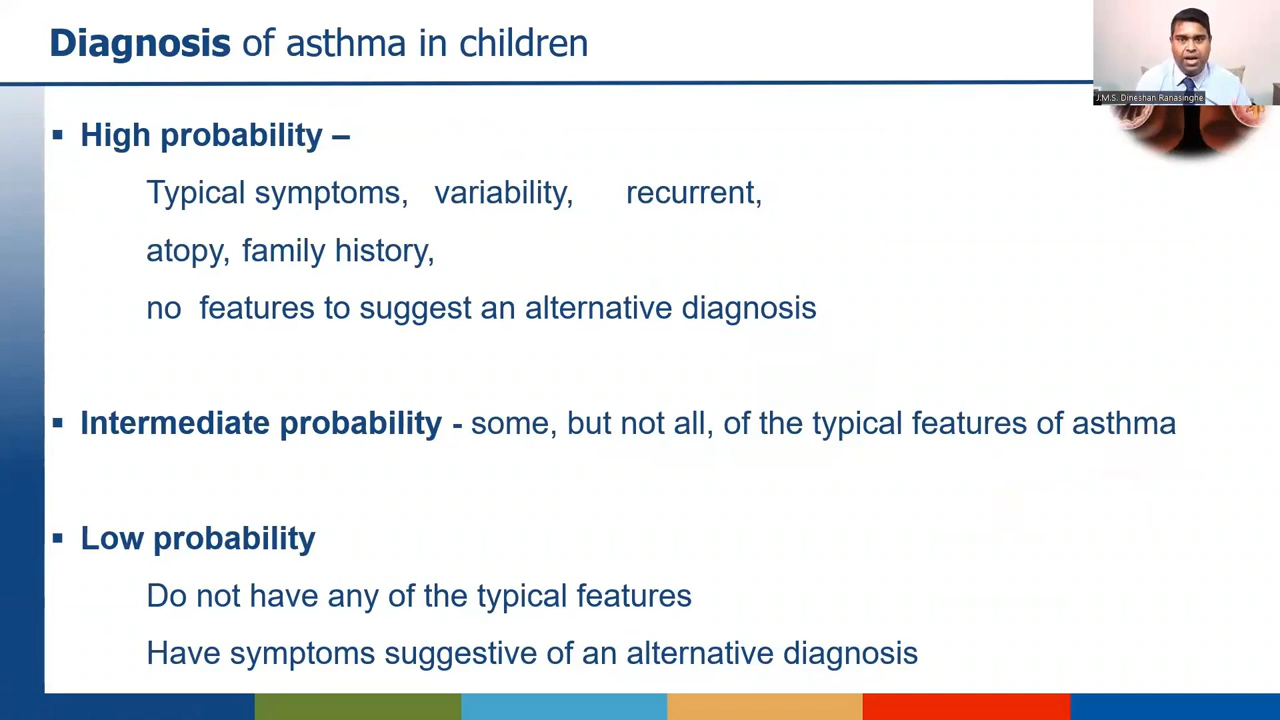 Diagnosis of asthma in children
J.M.S. Dineshan Ranasinghe
▪ High probability –
Typical symptoms, variability, recurrent,
atopy, family history,
no features to suggest an alternative diagnosis
▪ Intermediate probability - some, but not all, of the typical features of asthma
▪ Low probability
Do not have any of the typical features
Have symptoms suggestive of an alternative diagnosis